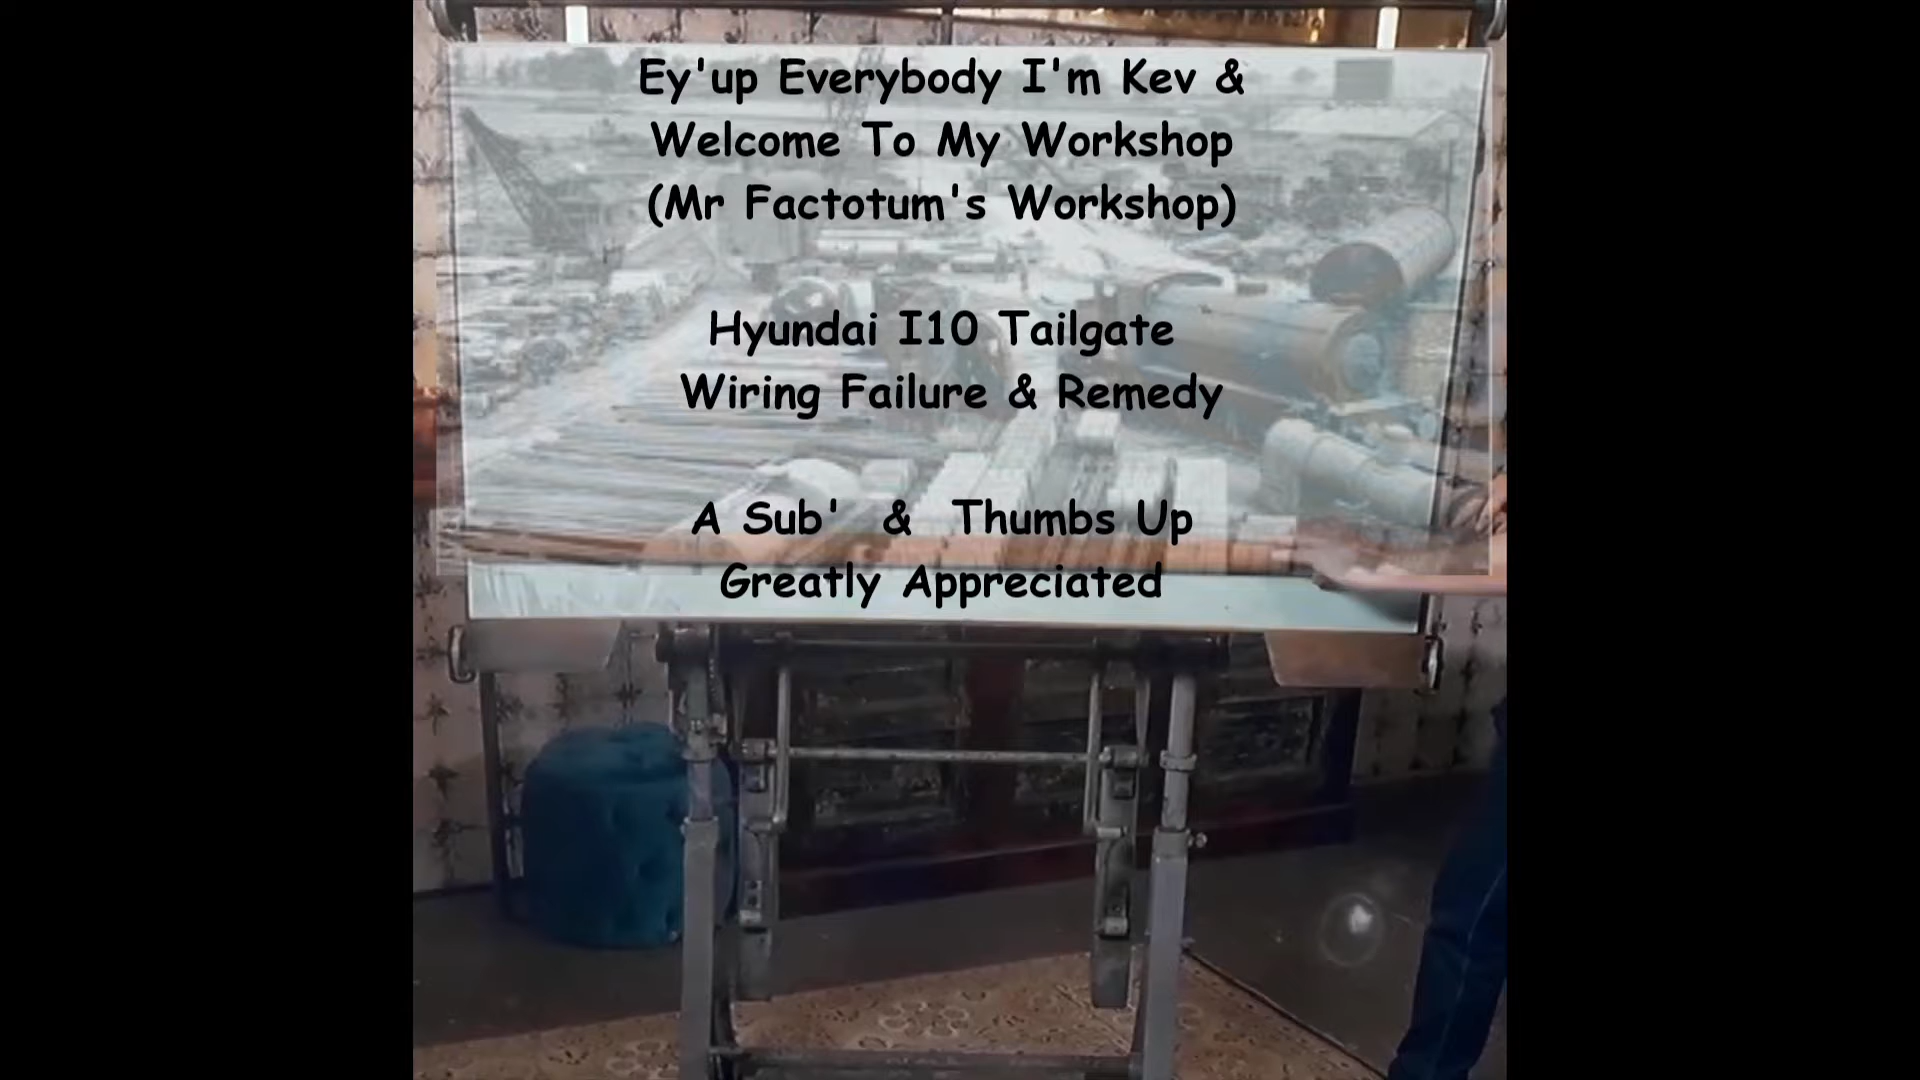 Ey'up Everybody I'm Kev &
Welcome To My Workshop
(Mr Factotum's Workshop)
Hyundai I10 Tailgate
Wiring Failure & Remedy
A Sub' & Thumbs Up
Greatly Appreciated